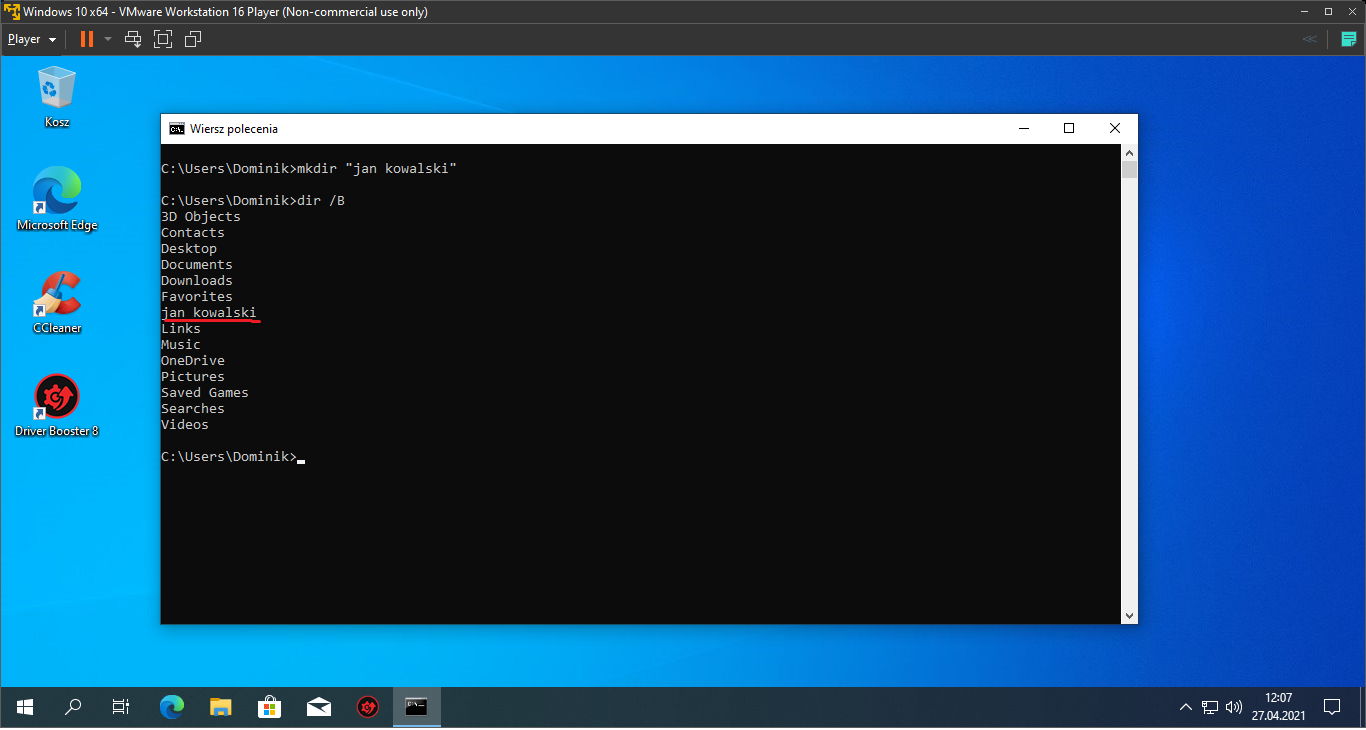 Windows 10 x64 - VMware Workstation 16 Player (Non-commercial use only)
Player
Kosz
Microsoft Edge
CCleaner
Driver Booster 8
Wiersz polecenia
C:\Users\Dominik>mkdir "jan kowalski"
C:\Users\Dominik>dir /B
3D Objects
Contacts
Desktop
Documents
Downloads
Favorites
jan kowalski
Links
Music
OneDrive
Pictures
Saved Games
Searches
Videos
C:\Users\Dominik>
12:07
27.04.2021